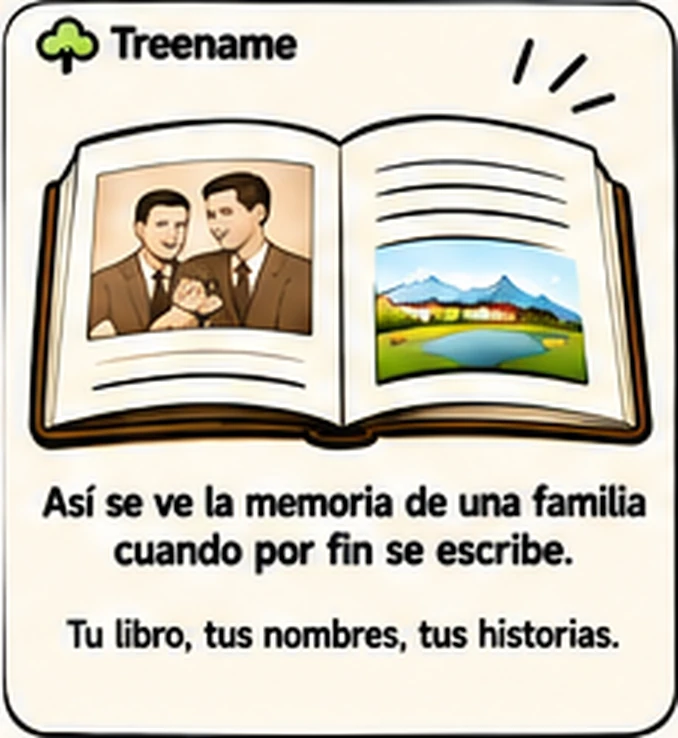 Treename
Así se ve la memoria de una familia
cuando por fin se escribe.
Tu libro, tus nombres, tus historias.